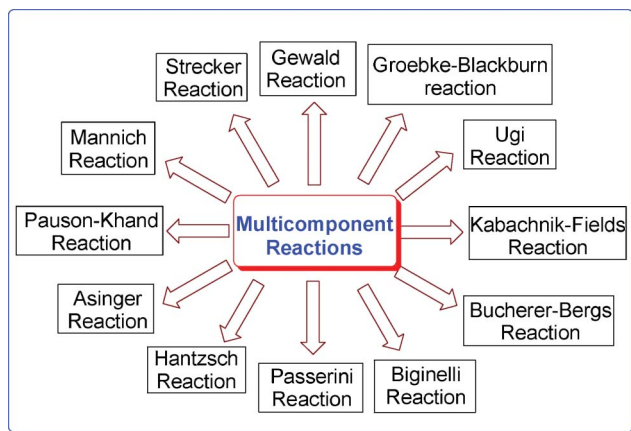 Gewald
Reaction
Groebke-Blackburn
reaction
Ugi
Reaction
Kabachnik-Fields
Reaction
Bucherer-Bergs
Reaction
Biginelli
Reaction
Passerini
Reaction
Hantzsch
Reaction
Asinger
Reaction
Pauson-Khand
Reaction
Mannich
Reaction
Strecker
Reaction
Multicomponent
Reactions